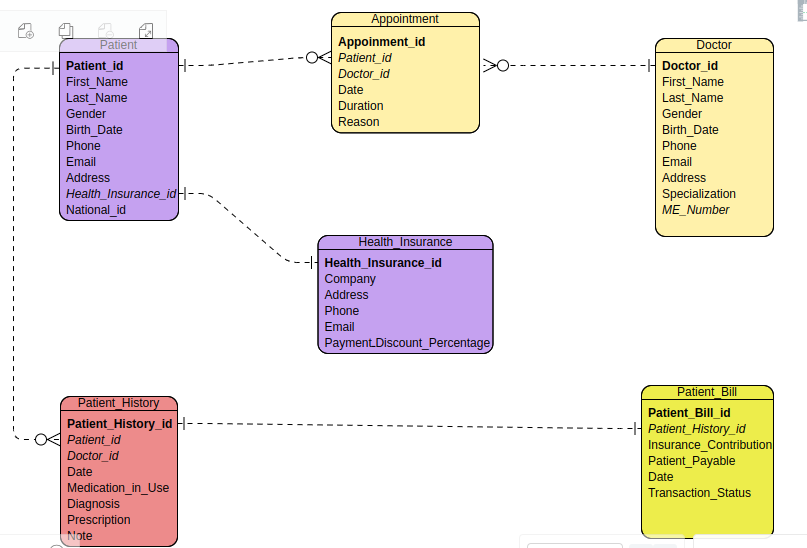 Patient
Patient_id
First_Name
Last_Name
Gender
Birth_Date
Phone
Email
Address
Health_Insurance_id
National_id
Appointment
Appoinment_id
Patient_id
Doctor_id
Date
Duration
Reason
Doctor
Doctor_id
First_Name
Last_Name
Gender
Birth_Date
Phone
Email
Address
Specialization
ME_Number
Health_Insurance
Health_Insurance_id
Company
Address
Phone
Email
Payment_Discount_Percentage
Patient_History
Patient_History_id
Patient_id
Doctor_id
Date
Medication_in_Use
Diagnosis
Prescription
Note
Patient_Bill
Patient_Bill_id
Patient_History_id
Insurance_Contribution
Patient_Payable
Date
Transaction_Status